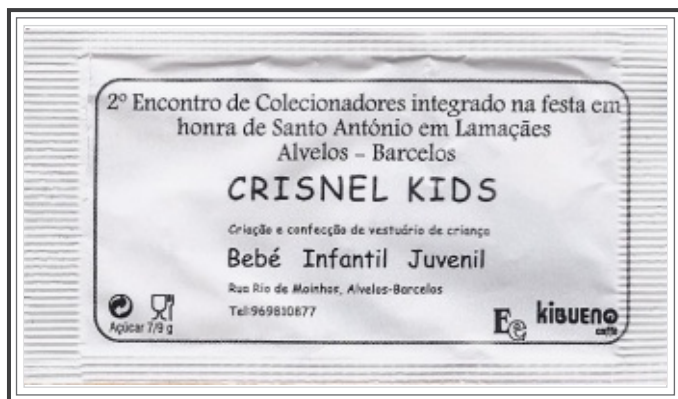 2º Encontro de Colecionadores integrado na festa em
honra de Santo António em Lamaçães
Alvelos - Barcelos
CRISNEL KIDS
Criação e confecção de vestuário de criança
Bebé Infantil Juvenil
Rua Rio de Moinhos, Alvelos-Barcelos
Tel:969810877
Açúcar 7/9 g
Ee
kiBUENO
caffè